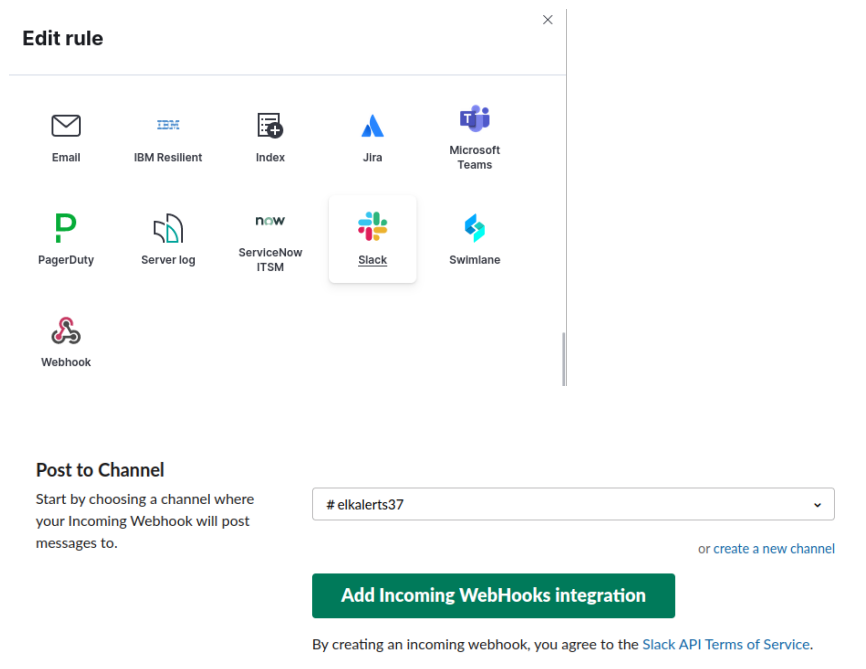 Edit rule
IBM
Email
IBM Resilient
Index
Jira
Microsoft
Teams
now
PagerDuty
Server log
ServiceNow
ITSM
Slack
Swimlane
Webhook
Post to Channel
Start by choosing a channel where
your Incoming Webhook will post
messages to.
# elkalerts37
or create a new channel
Add Incoming WebHooks integration
By creating an incoming webhook, you agree to the Slack API Terms of Service.